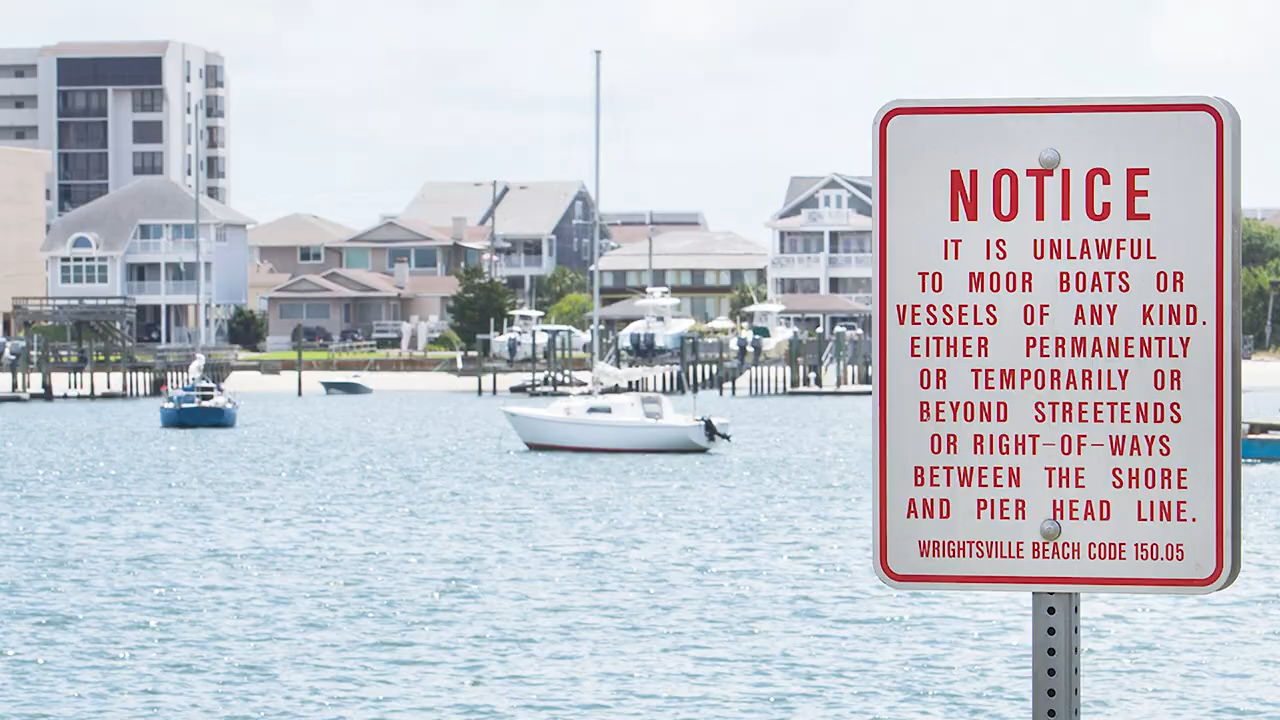 NOTICE
IT IS UNLAWFUL
TO MOOR BOATS OR
VESSELS OF ANY KIND.
EITHER PERMANENTLY
OR TEMPORARILY OR
BEYOND STREETENDS
OR RIGHT-OF-WAYS
BETWEEN THE SHORE
AND PIER HEAD LINE.
WRIGHTSVILLE BEACH CODE 150.05